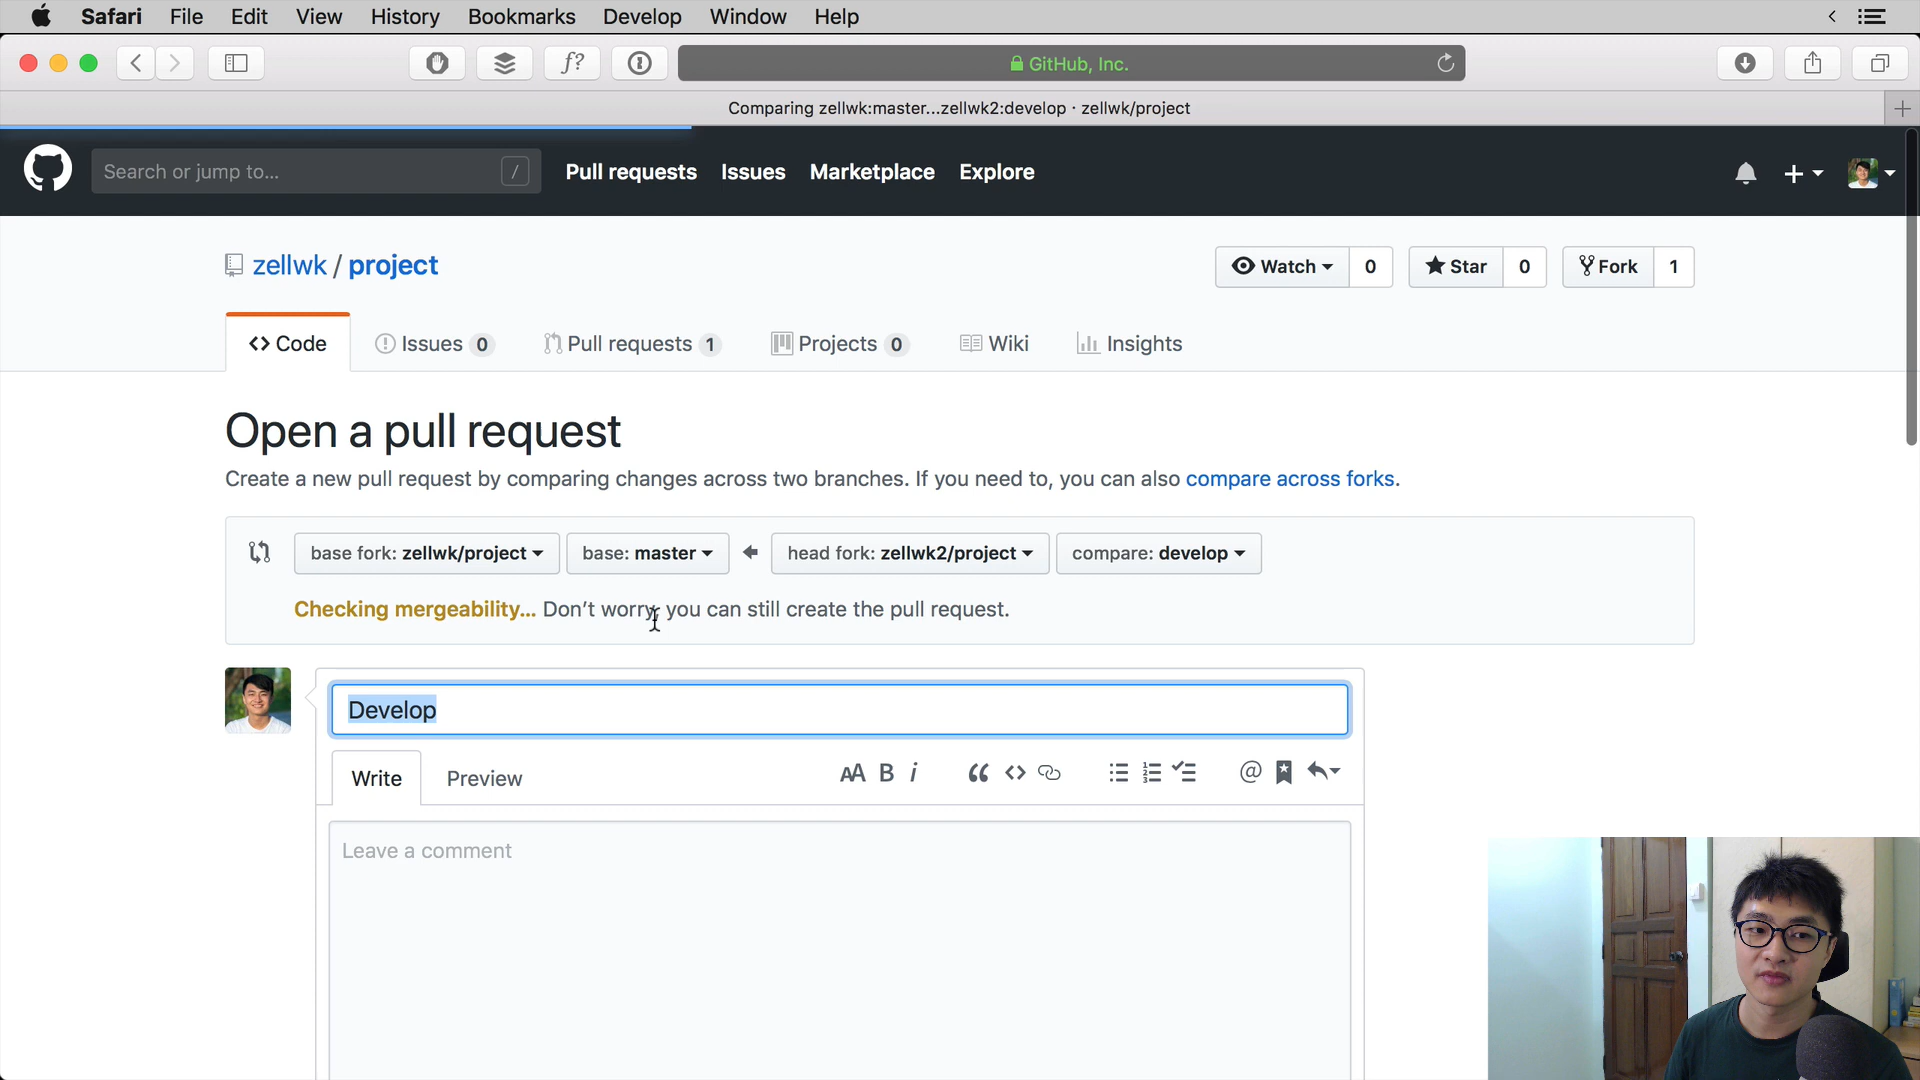 Safari File Edit View History Bookmarks Develop Window Help
f? GitHub, Inc.
Comparing zellwk:master...zellwk2:develop · zellwk/project
Search or jump to... / Pull requests Issues Marketplace Explore
zellwk / project Watch 0 Star 0 Fork 1
Code Issues 0 Pull requests 1 Projects 0 Wiki Insights
Open a pull request
Create a new pull request by comparing changes across two branches. If you need to, you can also compare across forks.
base fork: zellwk/project base: master head fork: zellwk2/project compare: develop
Checking mergeability... Don’t worry, you can still create the pull request.
Develop
Write Preview AA B i
Leave a comment